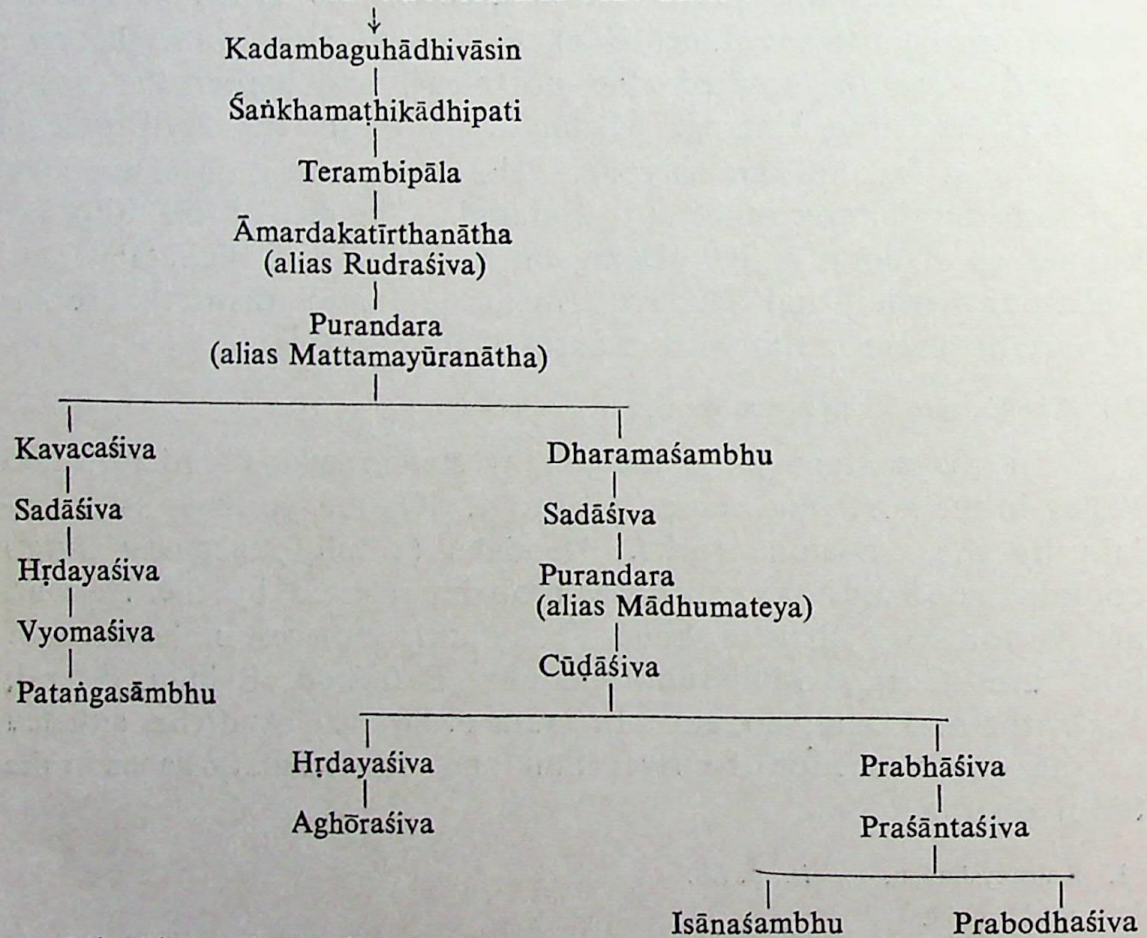 Kadambaguhādhivāsin
Śaṅkhamaṭhikādhipati
Terambipāla
Āmardakatīrthanātha
(alias Rudraśiva)
Purandara
(alias Mattamayūranātha)
Kavacaśiva
Sadāśiva
Hṛdayaśiva
Vyomaśiva
Pataṅgasāmbhu
Dharamaśambhu
Sadāśiva
Purandara
(alias Mādhumateya)
Cūḍāśiva
Hṛdayaśiva
Aghōraśiva
Prabhāśiva
Praśāntaśiva
Isānaśambhu
Prabodhaśiva